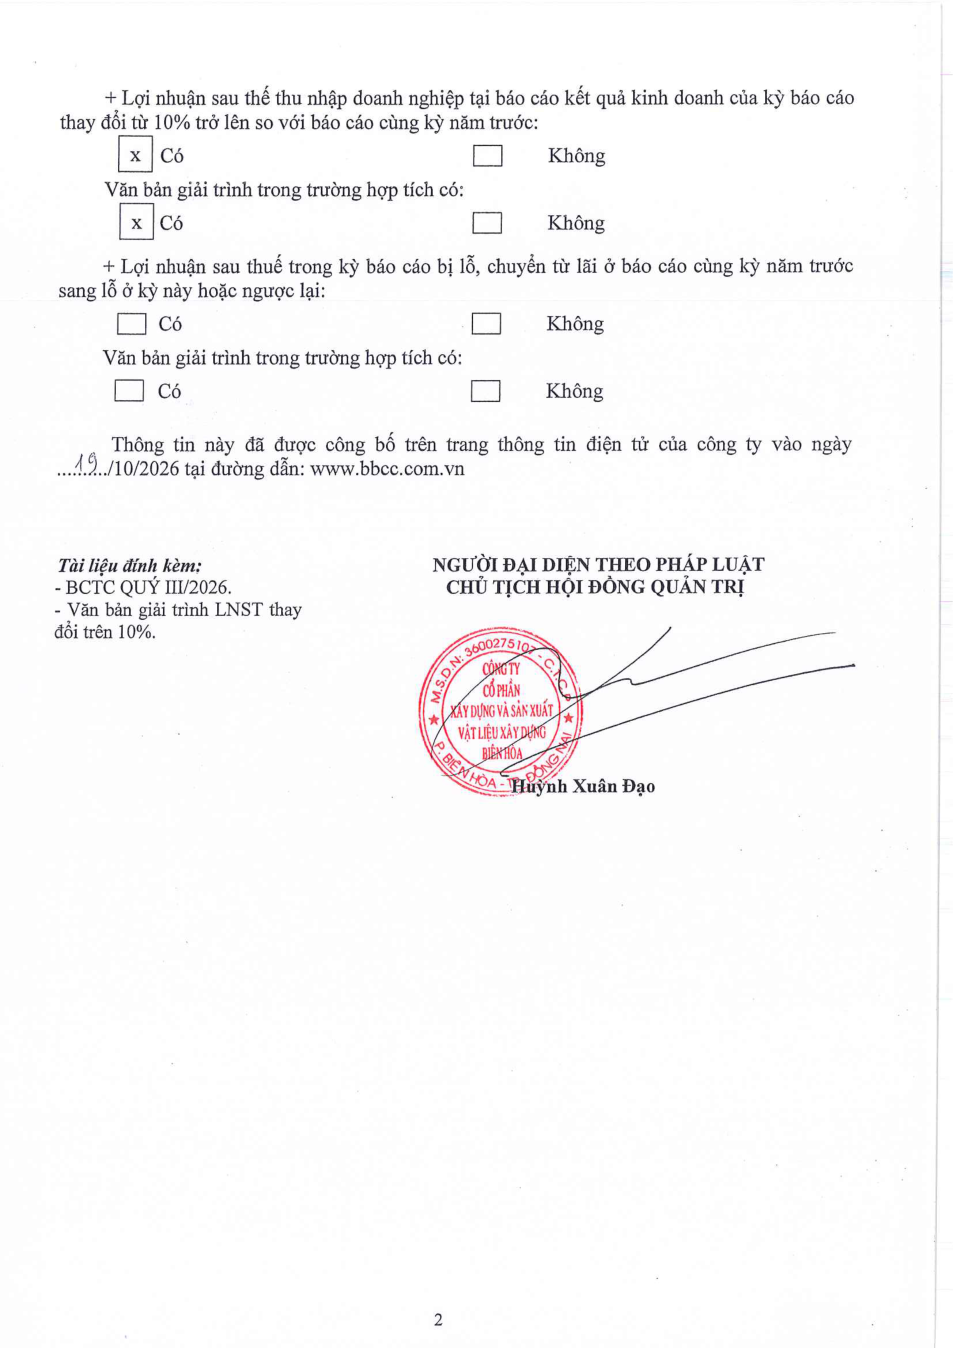 + Lợi nhuận sau thế thu nhập doanh nghiệp tại báo cáo kết quả kinh doanh của kỳ báo cáo
thay đổi từ 10% trở lên so với báo cáo cùng kỳ năm trước:
x Có Không
Văn bản giải trình trong trường hợp tích có:
x Có Không
+ Lợi nhuận sau thuế trong kỳ báo cáo bị lỗ, chuyển từ lãi ở báo cáo cùng kỳ năm trước
sang lỗ ở kỳ này hoặc ngược lại:
Có Không
Văn bản giải trình trong trường hợp tích có:
Có Không
Thông tin này đã được công bố trên trang thông tin điện tử của công ty vào ngày
....19.../10/2026 tại đường dẫn: www.bbcc.com.vn
Tài liệu đính kèm:
- BCTC QUÝ III/2026.
- Văn bản giải trình LNST thay
đổi trên 10%.
NGƯỜI ĐẠI DIỆN THEO PHÁP LUẬT
CHỦ TỊCH HỘI ĐỒNG QUẢN TRỊ
M.S.D.N: 3600275107 - C.T.C.P
CÔNG TY
CỔ PHẦN
XÂY DỰNG VÀ SẢN XUẤT
VẬT LIỆU XÂY DỰNG
BIÊN HÒA
P. BIÊN HÒA - TP. ĐỒNG NAI
Huỳnh Xuân Đạo
2